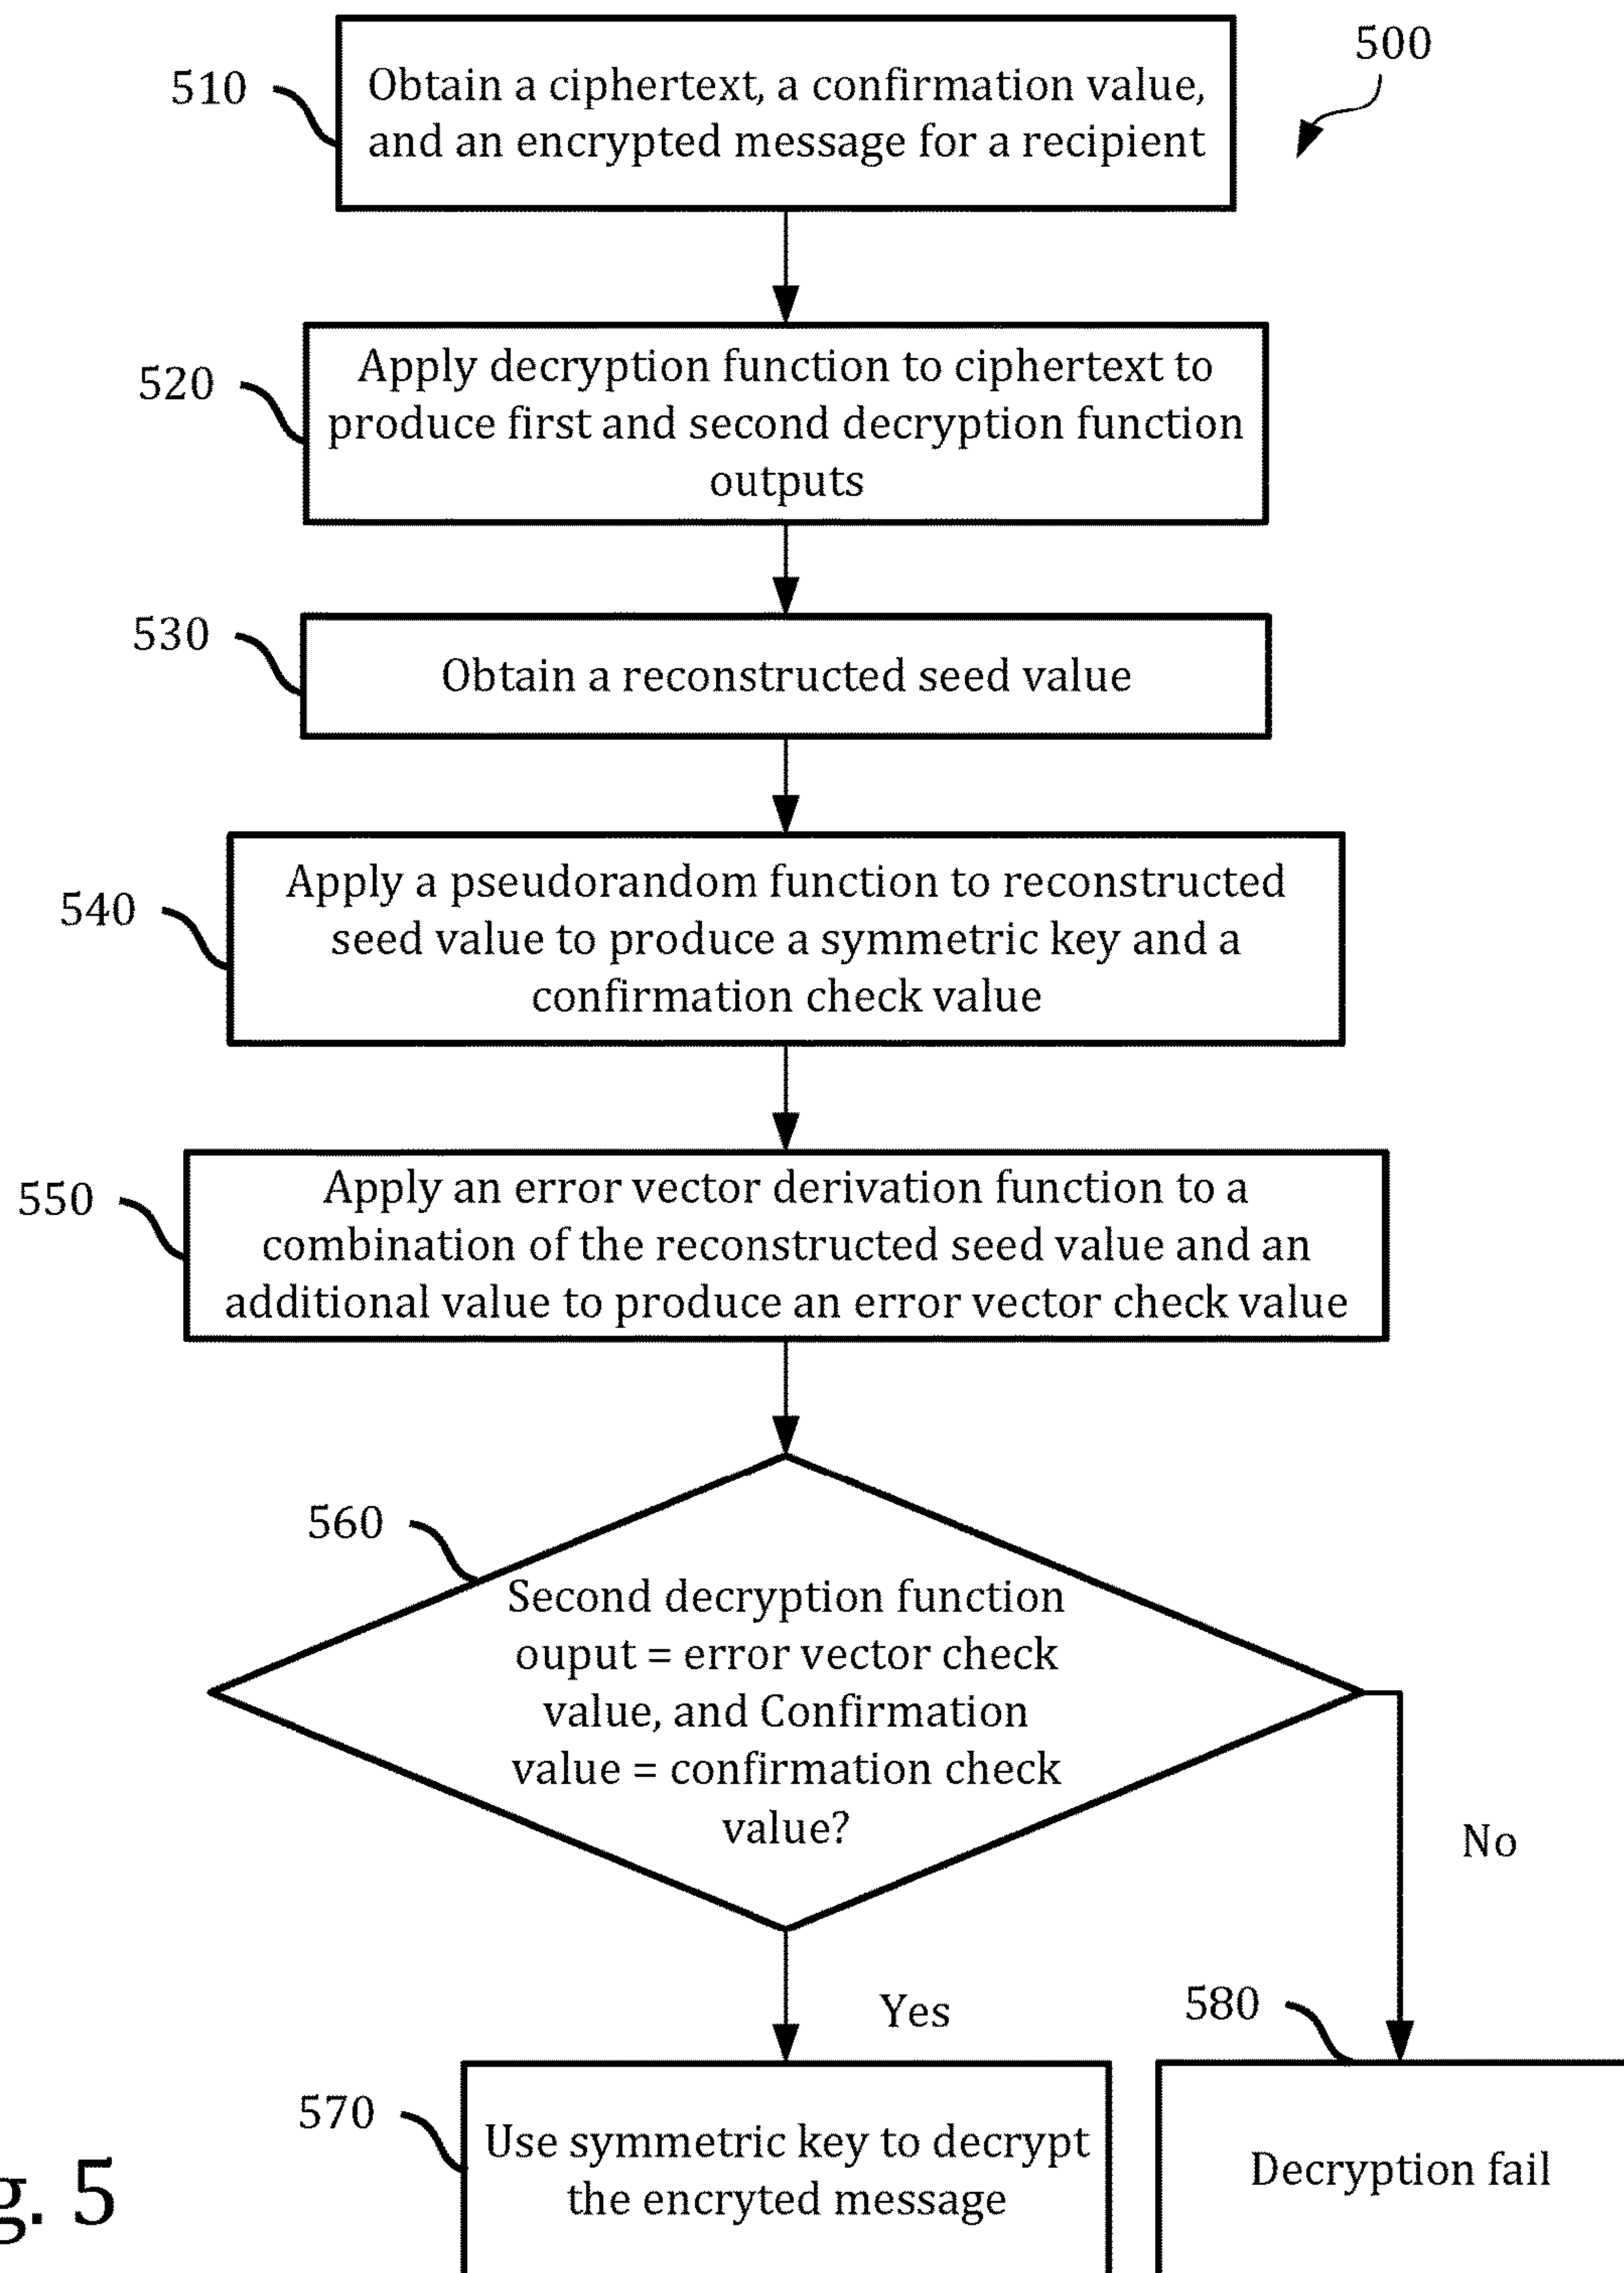 500
510
Obtain a ciphertext, a confirmation value,
and an encrypted message for a recipient
520
Apply decryption function to ciphertext to
produce first and second decryption function
outputs
530
Obtain a reconstructed seed value
540
Apply a pseudorandom function to reconstructed
seed value to produce a symmetric key and a
confirmation check value
550
Apply an error vector derivation function to a
combination of the reconstructed seed value and an
additional value to produce an error vector check value
560
Second decryption function
ouput = error vector check
value, and Confirmation
value = confirmation check
value?
No
Yes
580
570
Use symmetric key to decrypt
the encryted message
Decryption fail
g. 5